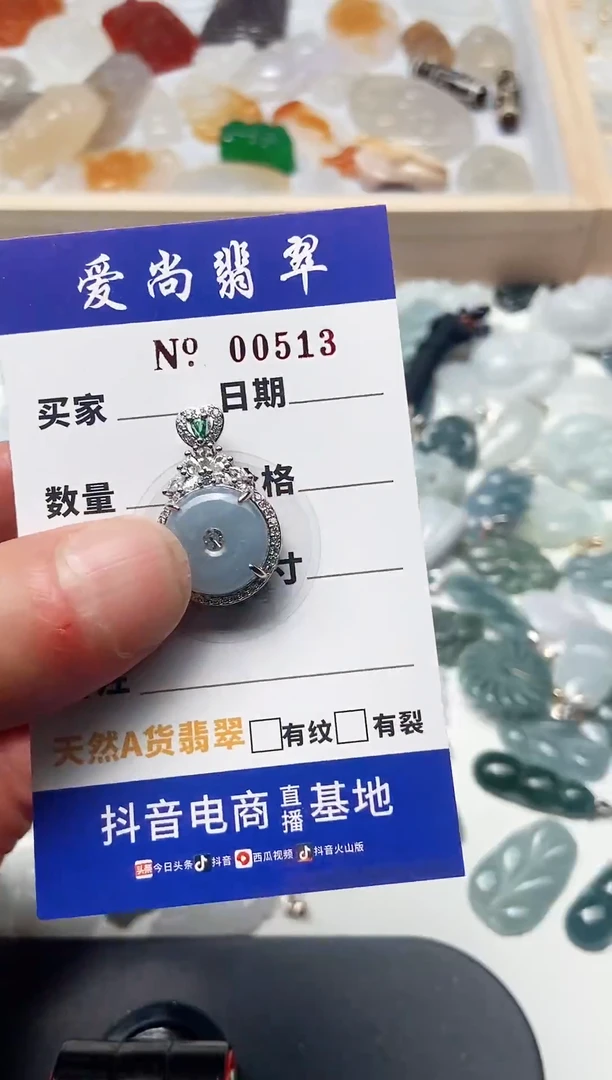 爱尚翡翠
Nº 00513
买家 日期
数量 格
寸
天然A货翡翠 有纹 有裂
抖音电商直播基地
头条 今日头条 抖音 西瓜视频 抖音火山版